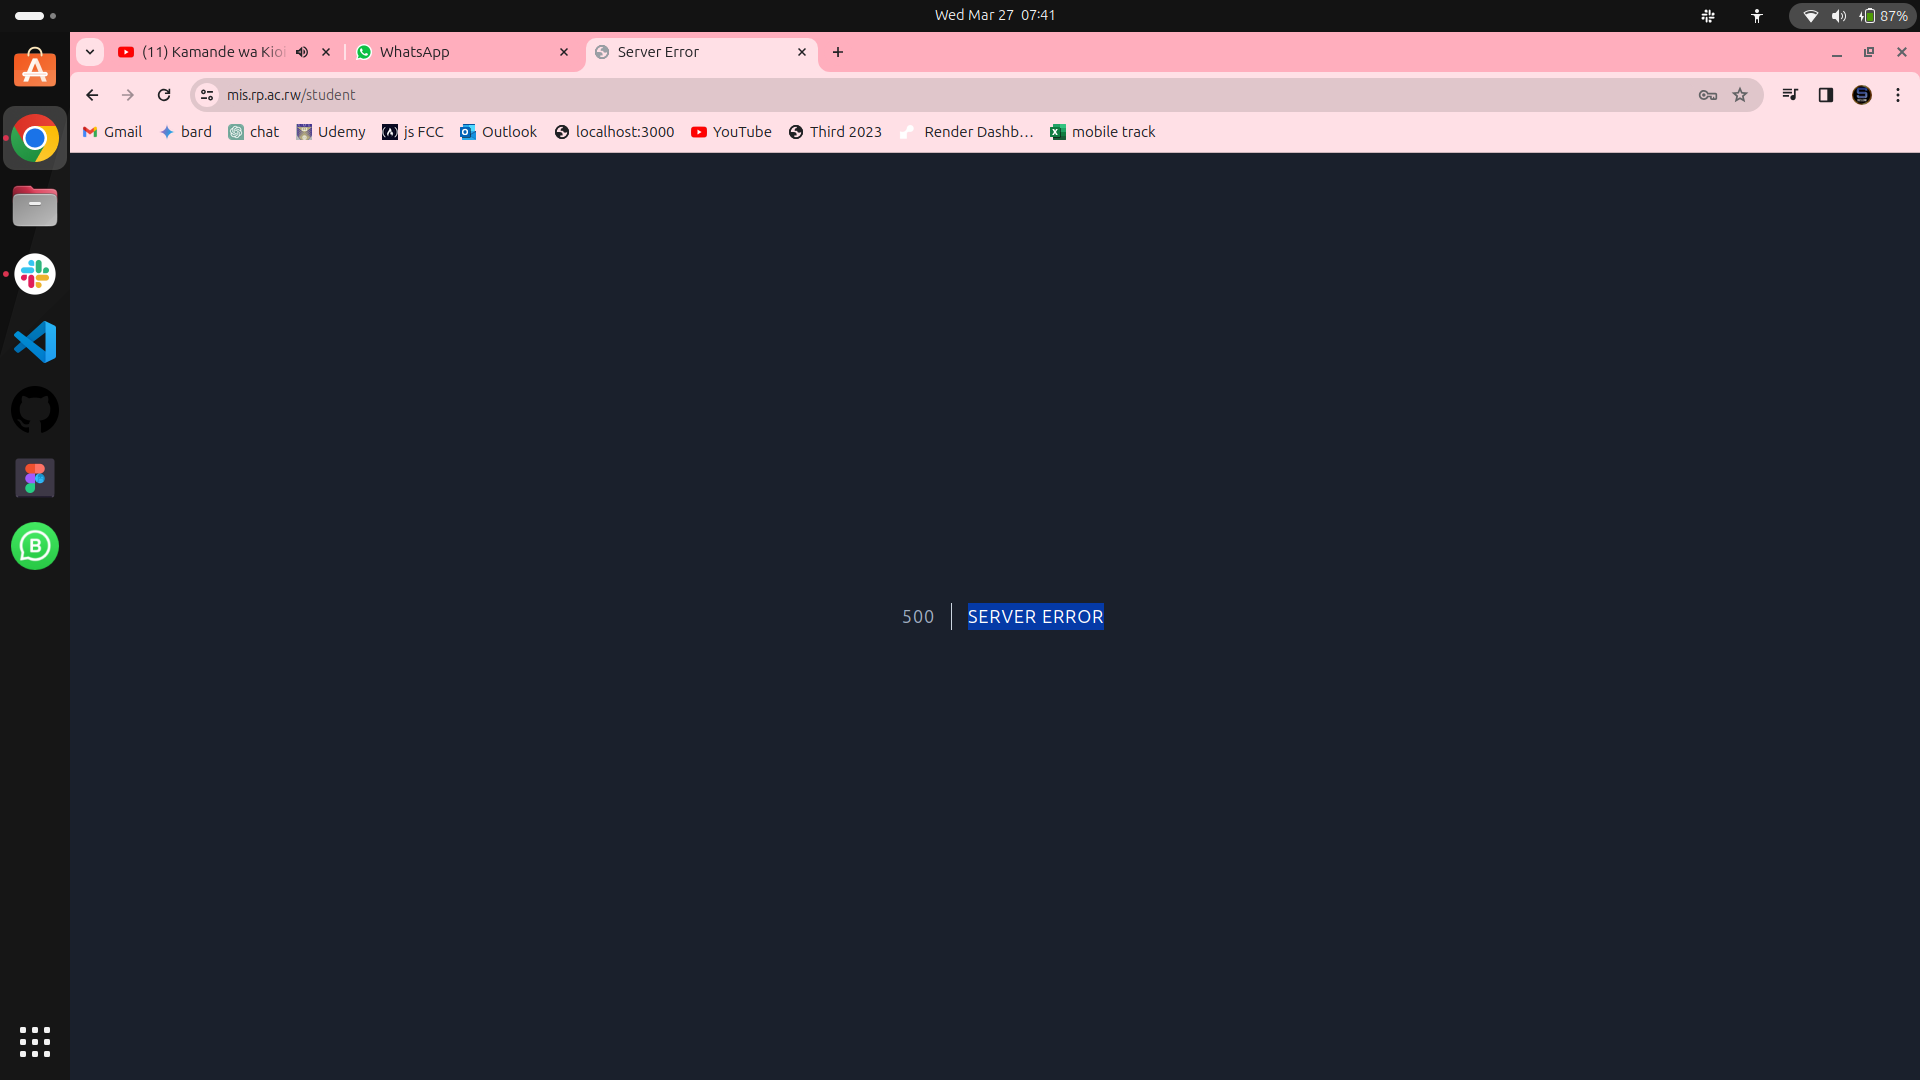 Wed Mar 27 07:41
87%
(11) Kamande wa Kioi
WhatsApp
Server Error
mis.rp.ac.rw/student
Gmail
bard
chat
Udemy
js FCC
Outlook
localhost:3000
YouTube
Third 2023
Render Dashb...
mobile track
500
SERVER ERROR